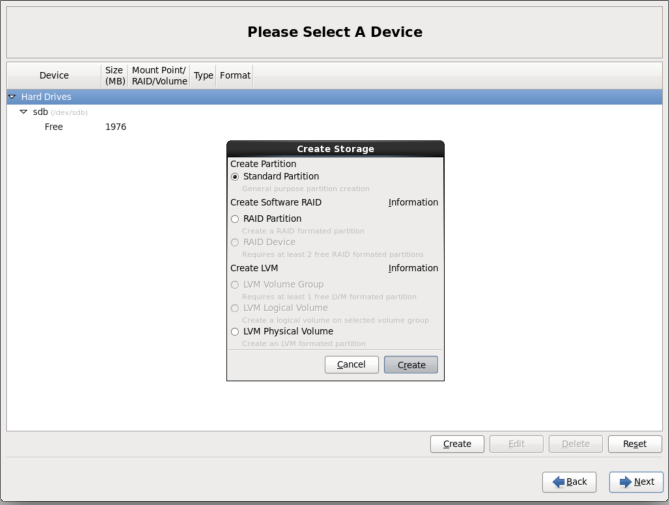 Please Select A Device
Device
Size (MB)
Mount Point/ RAID/Volume
Type
Format
Hard Drives
sdb (/dev/sdb)
Free 1976
Create Storage
Create Partition
Standard Partition
General purpose partition creation
Create Software RAID Information
RAID Partition
Create a RAID formated partition
RAID Device
Requires at least 2 free RAID formated partitions
Create LVM Information
LVM Volume Group
Requires at least 1 free LVM formated partition
LVM Logical Volume
Create a logical volume on selected volume group
LVM Physical Volume
Create an LVM formated partition
Cancel Create
Create Edit Delete Reset
Back Next